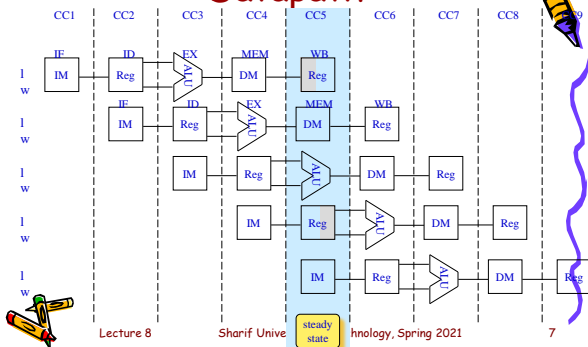 CC1 CC2 CC3 CC4 CC5 CC6 CC7 CC8
IF ID EX MEM WB
lw IM Reg ALU DM Reg
IF ID EX MEM WB
lw IM Reg ALU DM Reg
lw IM Reg ALU DM Reg
lw IM Reg ALU DM Reg
lw IM Reg ALU DM Reg
steady
state
Lecture 8 Sharif Unive hnology, Spring 2021 7